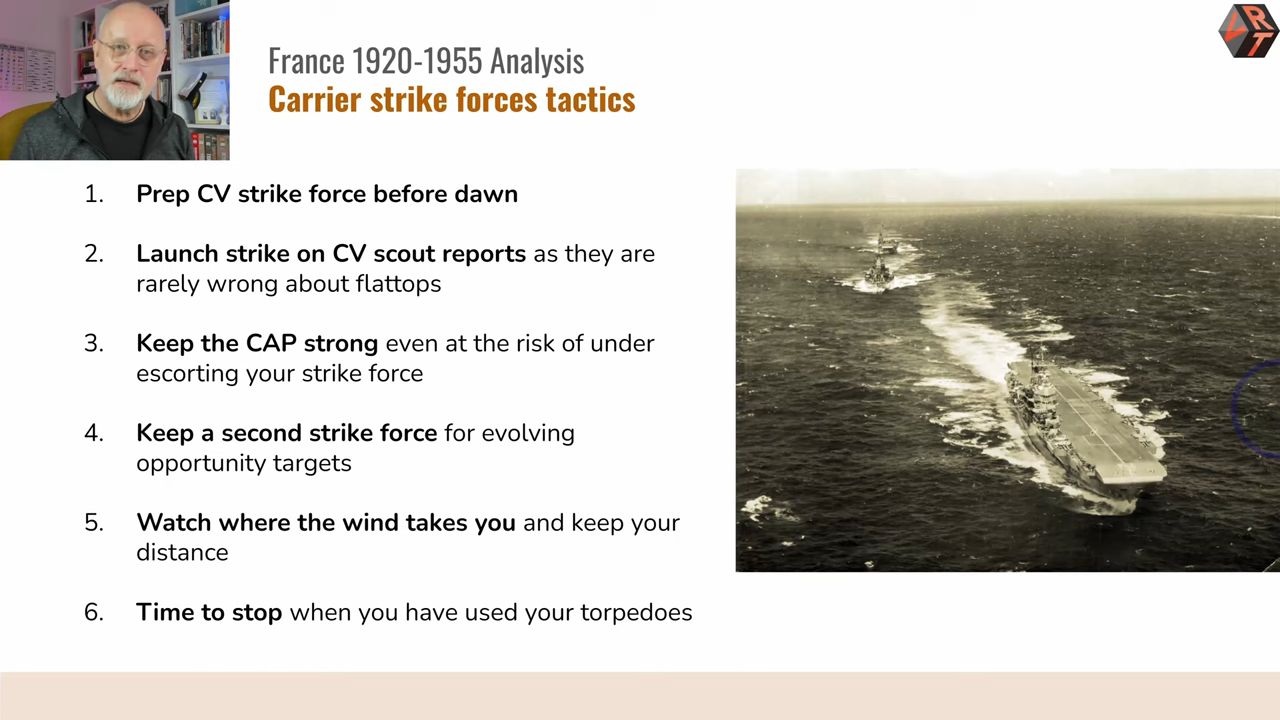 France 1920-1955 Analysis
Carrier strike forces tactics
1. Prep CV strike force before dawn
2. Launch strike on CV scout reports as they are
rarely wrong about flattops
3. Keep the CAP strong even at the risk of under
escorting your strike force
4. Keep a second strike force for evolving
opportunity targets
5. Watch where the wind takes you and keep your
distance
6. Time to stop when you have used your torpedoes
RT